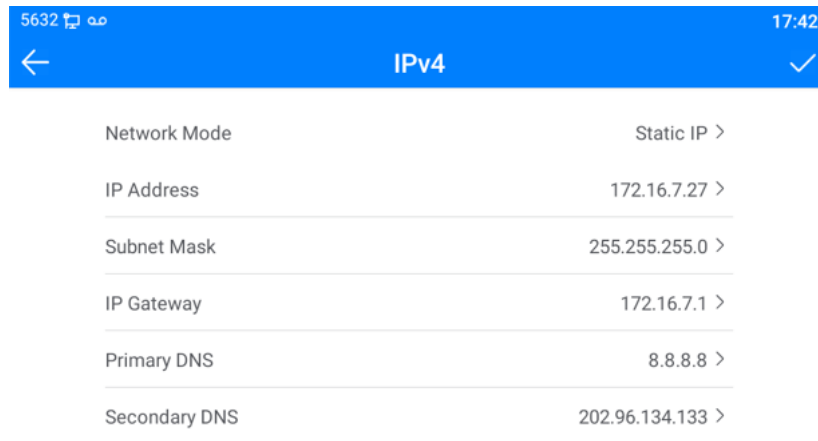 5632 17:42
IPv4
Network Mode Static IP
IP Address 172.16.7.27
Subnet Mask 255.255.255.0
IP Gateway 172.16.7.1
Primary DNS 8.8.8.8
Secondary DNS 202.96.134.133